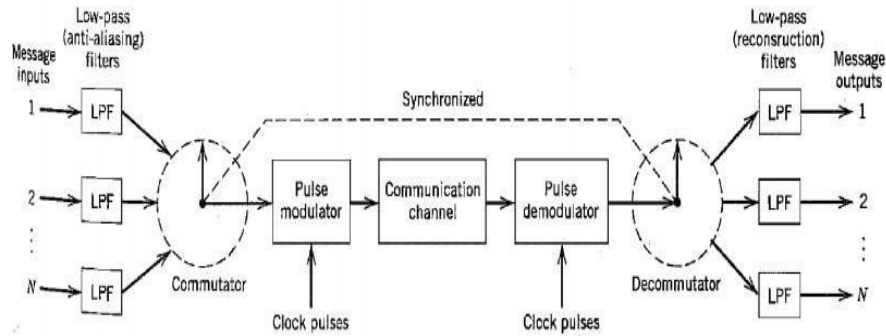 Low-pass
(anti-aliasing)
filters
Message
inputs
Low-pass
(reconsruction)
filters
Message
outputs
Synchronized
1
LPF
LPF
1
2
LPF
Pulse
modulator
Communication
channel
Pulse
demodulator
LPF
2
N
LPF
Commutator
Decommutator
LPF
N
Clock pulses
Clock pulses